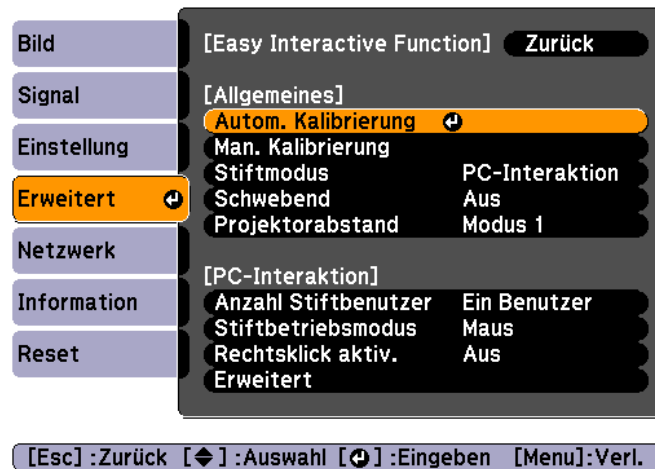 Bild
Signal
Einstellung
Erweitert
Netzwerk
Information
Reset
[Easy Interactive Function] Zurück
[Allgemeines]
Autom. Kalibrierung
Man. Kalibrierung
Stiftmodus PC-Interaktion
Schwebend Aus
Projektorabstand Modus 1
[PC-Interaktion]
Anzahl Stiftbenutzer Ein Benutzer
Stiftbetriebsmodus Maus
Rechtsklick aktiv. Aus
Erweitert
[Esc] :Zurück [◆] :Auswahl [⏎] :Eingeben [Menu]:Verl.